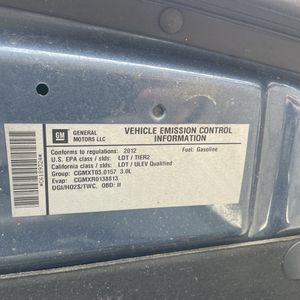 GM
GENERAL MOTORS LLC
VEHICLE EMISSION CONTROL INFORMATION
Conforms to regulations: 2012 Fuel: Gasoline
U.S. EPA class / stds: LDT / TIER2
California class / stds: LDT / ULEV Qualified
Group: CGMXT03.0157 3.0L
Evap: CGMXR0138813
DGI/HO2S/TWC, OBD: II